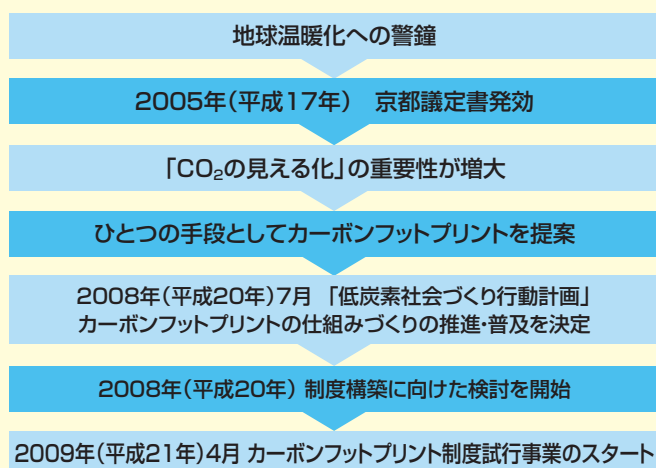 地球温暖化への警鐘
2005年(平成17年) 京都議定書発効
「CO₂の見える化」の重要性が増大
ひとつの手段としてカーボンフットプリントを提案
2008年(平成20年)7月 「低炭素社会づくり行動計画」
カーボンフットプリントの仕組みづくりの推進・普及を決定
2008年(平成20年) 制度構築に向けた検討を開始
2009年(平成21年)4月 カーボンフットプリント制度試行事業のスタート